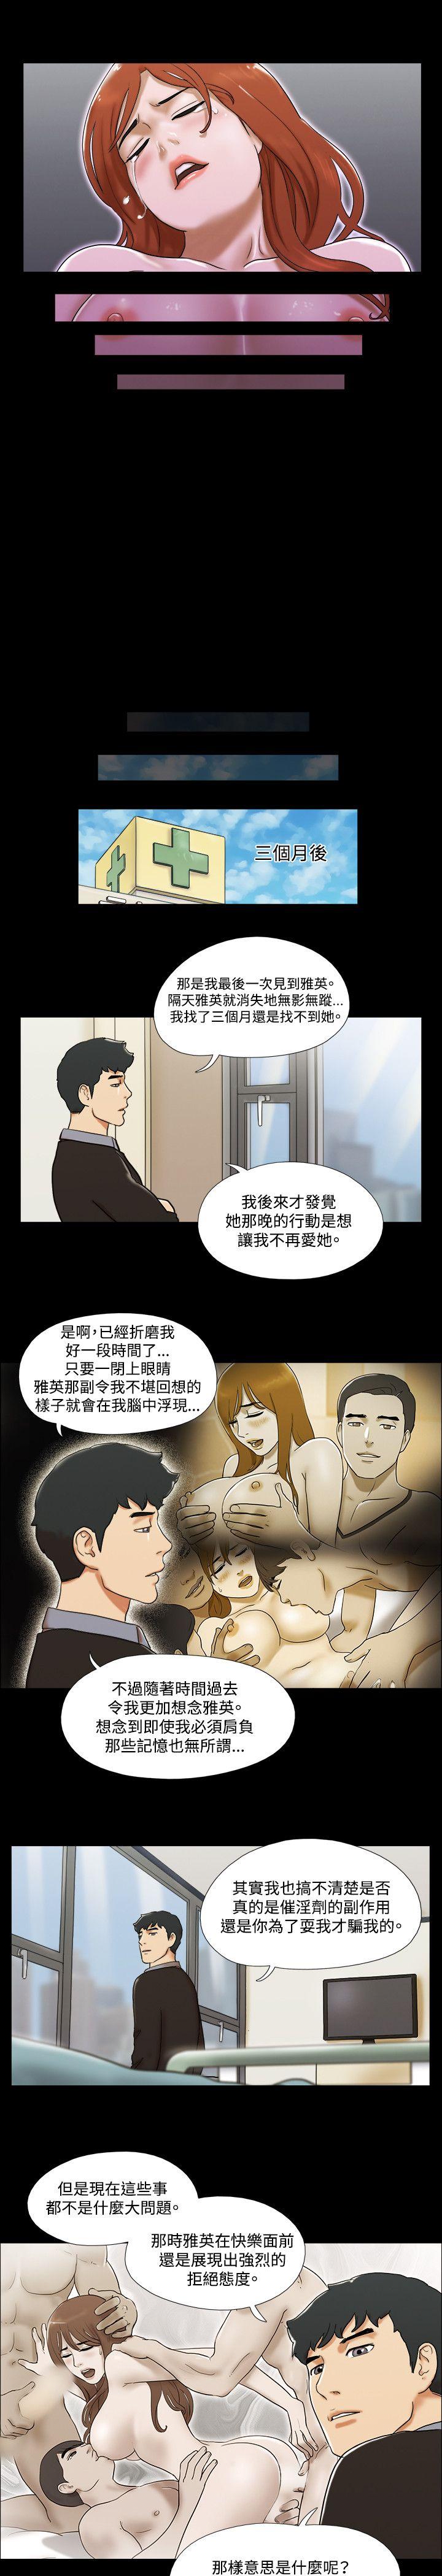 三個月後
那是我最後一次見到雅英。
隔天雅英就消失地無影無蹤...
我找了三個月還是找不到她。
我後來才發覺
她那晚的行動是想
讓我不再愛她。
是啊,已經折磨我
好一段時間了...
只要一閉上眼睛
雅英那副令我不堪回想的
樣子就會在我腦中浮現...
不過隨著時間過去
令我更加想念雅英。
想念到即使我必須肩負
那些記憶也無所謂...
其實我也搞不清楚是否
真的是催淫劑的副作用
還是你為了耍我才騙我的。
但是現在這些事
都不是什麼大問題。
那時雅英在快樂面前
還是展現出強烈的
拒絕態度。
那樣意思是什麼呢?